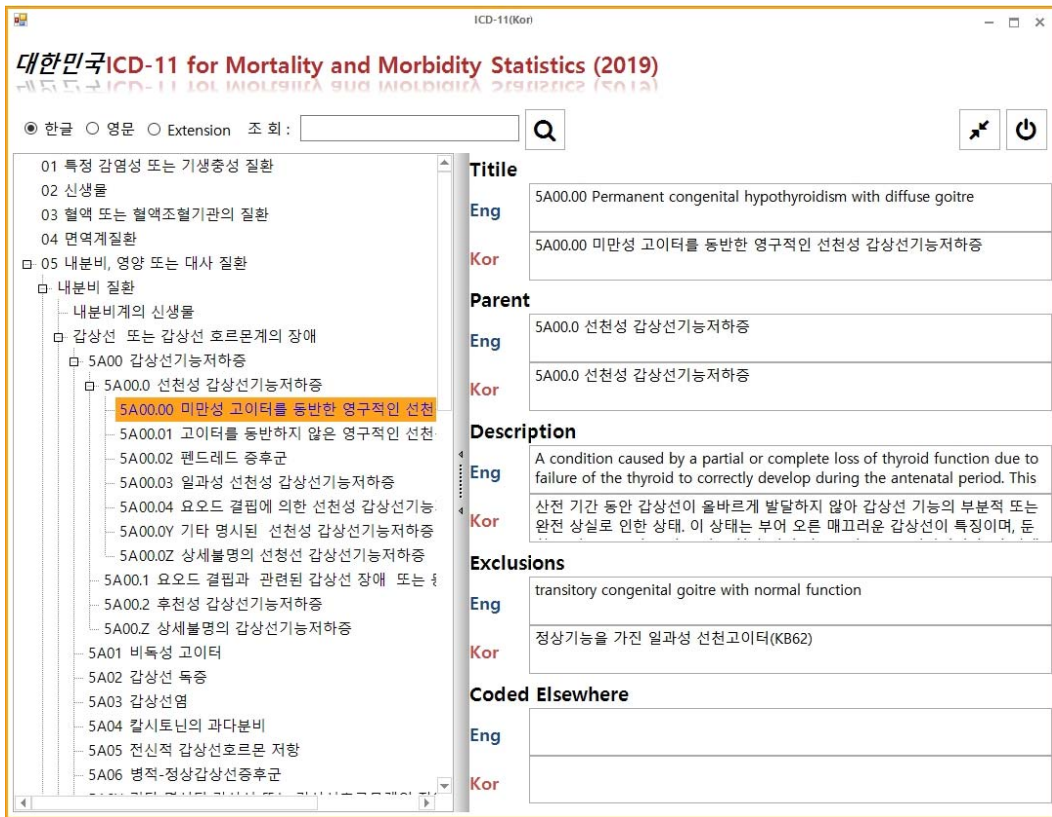 ICD-11(Kor)
대한민국ICD-11 for Mortality and Morbidity Statistics (2019)
한글 영문 Extension 조 회 :
01 특정 감염성 또는 기생충성 질환
02 신생물
03 혈액 또는 혈액조혈기관의 질환
04 면역계질환
05 내분비, 영양 또는 대사 질환
내분비 질환
내분비계의 신생물
갑상선 또는 갑상선 호르몬계의 장애
5A00 갑상선기능저하증
5A00.0 선천성 갑상선기능저하증
5A00.00 미만성 고이터를 동반한 영구적인 선천
5A00.01 고이터를 동반하지 않은 영구적인 선천
5A00.02 펜드레드 증후군
5A00.03 일과성 선천성 갑상선기능저하증
5A00.04 요오드 결핍에 의한 선천성 갑상선기능
5A00.0Y 기타 명시된 선천성 갑상선기능저하증
5A00.0Z 상세불명의 선청선 갑상선기능저하증
5A00.1 요오드 결핍과 관련된 갑상선 장애 또는
5A00.2 후천성 갑상선기능저하증
5A00.Z 상세불명의 갑상선기능저하증
5A01 비독성 고이터
5A02 갑상선 독증
5A03 갑상선염
5A04 칼시토닌의 과다분비
5A05 전신적 갑상선호르몬 저항
5A06 병적-정상갑상선증후군
Titile
Eng
5A00.00 Permanent congenital hypothyroidism with diffuse goitre
Kor
5A00.00 미만성 고이터를 동반한 영구적인 선천성 갑상선기능저하증
Parent
Eng
5A00.0 선천성 갑상선기능저하증
Kor
5A00.0 선천성 갑상선기능저하증
Description
Eng
A condition caused by a partial or complete loss of thyroid function due to
failure of the thyroid to correctly develop during the antenatal period. This
Kor
산전 기간 동안 갑상선이 올바르게 발달하지 않아 갑상선 기능의 부분적 또는
완전 상실로 인한 상태. 이 상태는 부어 오른 매끄러운 갑상선이 특징이며, 둔
Exclusions
Eng
transitory congenital goitre with normal function
Kor
정상기능을 가진 일과성 선천고이터(KB62)
Coded Elsewhere
Eng
Kor